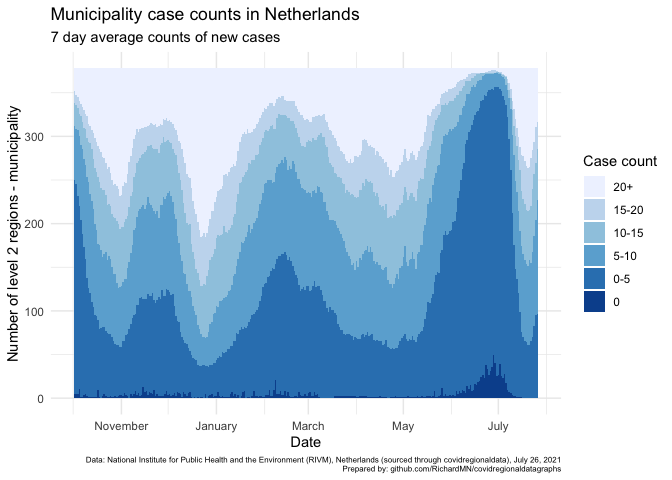 Municipality case counts in Netherlands
7 day average counts of new cases
Number of level 2 regions - municipality
300
200
100
0
November
January
March
May
July
Date
Case count
20+
15-20
10-15
5-10
0-5
0
Data: National Institute for Public Health and the Environment (RIVM), Netherlands (sourced through covidregionaldata), July 26, 2021
Prepared by: github.com/RichardMN/covidregionaldatagraphs